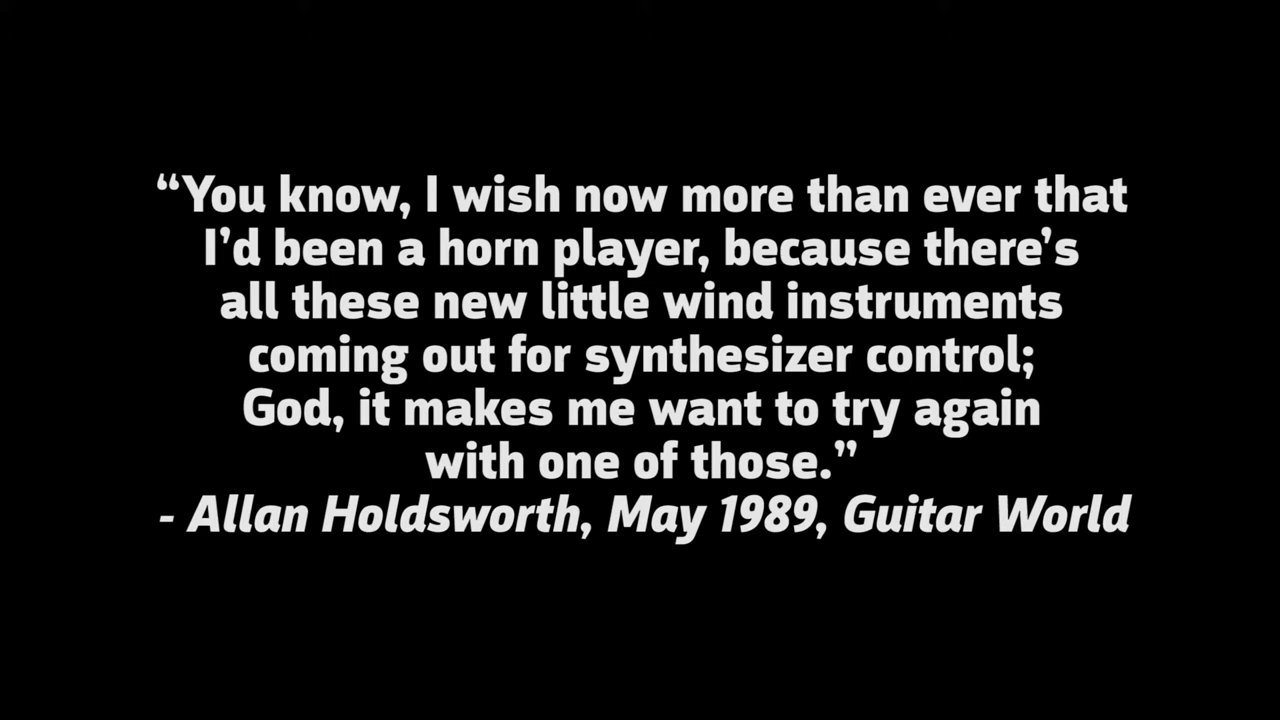 “You know, I wish now more than ever that
I’d been a horn player, because there’s
all these new little wind instruments
coming out for synthesizer control;
God, it makes me want to try again
with one of those.”
- Allan Holdsworth, May 1989, Guitar World